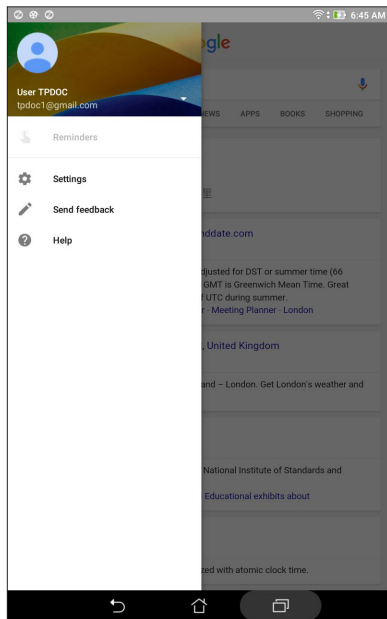 6:45 AM
User TPDOC
tpdoc1@gmail.com
Reminders
Settings
Send feedback
Help
ogle
EWS APPS BOOKS SHOPPING
里
nddate.com
djusted for DST or summer time (66
GMT is Greenwich Mean Time. Great
f UTC during summer.
r - Meeting Planner - London
, United Kingdom
and – London. Get London's weather and
National Institute of Standards and
- Educational exhibits about
zed with atomic clock time.